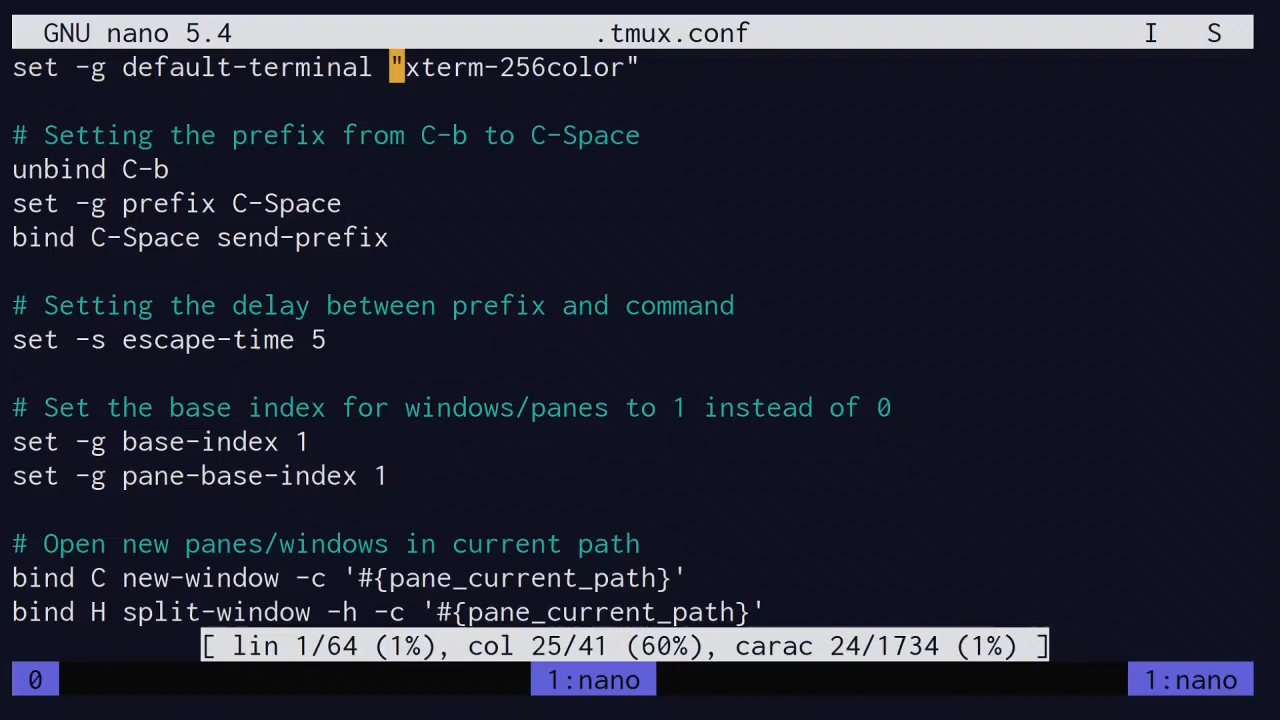 GNU nano 5.4 .tmux.conf I S
set -g default-terminal "xterm-256color"
# Setting the prefix from C-b to C-Space
unbind C-b
set -g prefix C-Space
bind C-Space send-prefix
# Setting the delay between prefix and command
set -s escape-time 5
# Set the base index for windows/panes to 1 instead of 0
set -g base-index 1
set -g pane-base-index 1
# Open new panes/windows in current path
bind C new-window -c '#{pane_current_path}'
bind H split-window -h -c '#{pane_current_path}'
[ lin 1/64 (1%), col 25/41 (60%), carac 24/1734 (1%) ]
0 1:nano 1:nano